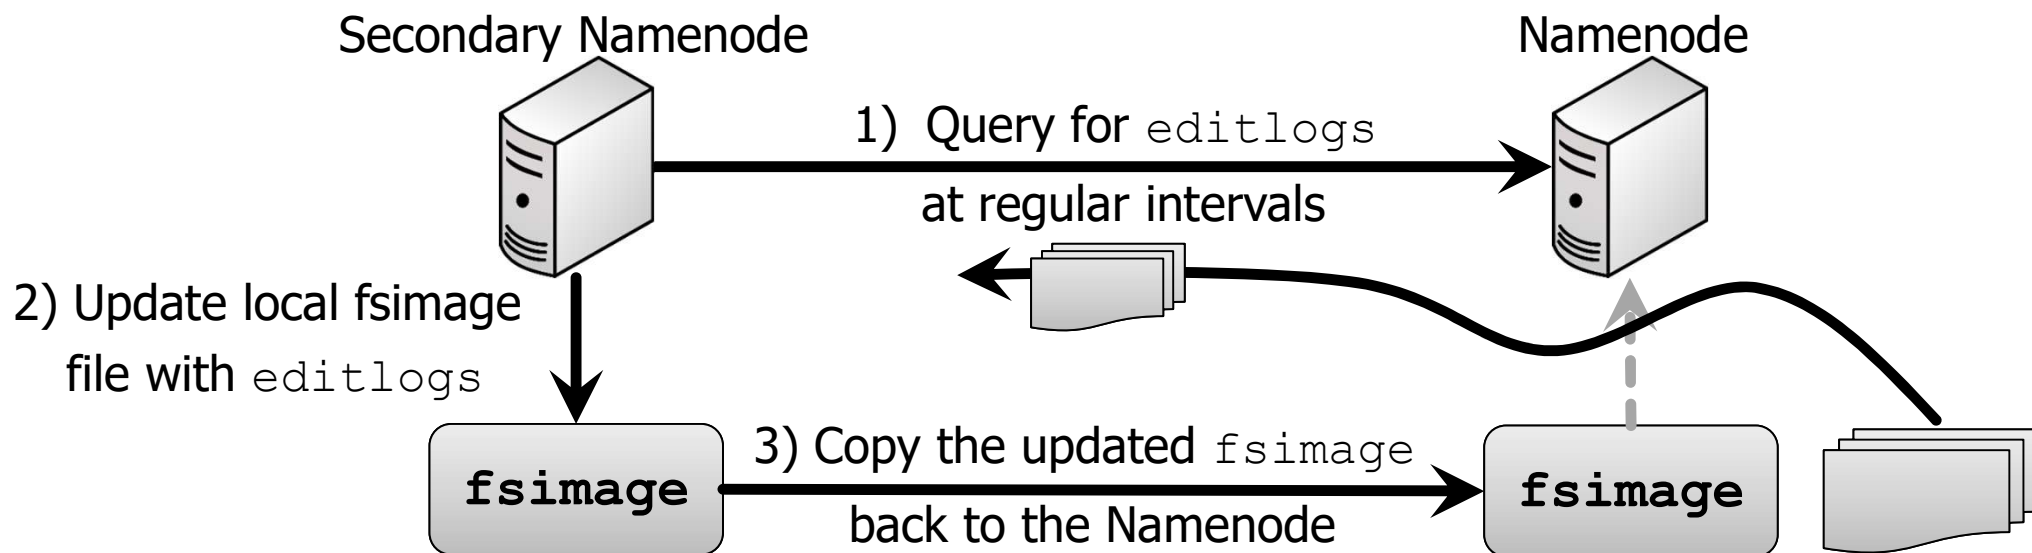 Secondary Namenode
Namenode
1) Query for editlogs
at regular intervals
2) Update local fsimage
file with editlogs
3) Copy the updated fsimage
back to the Namenode
fsimage
fsimage